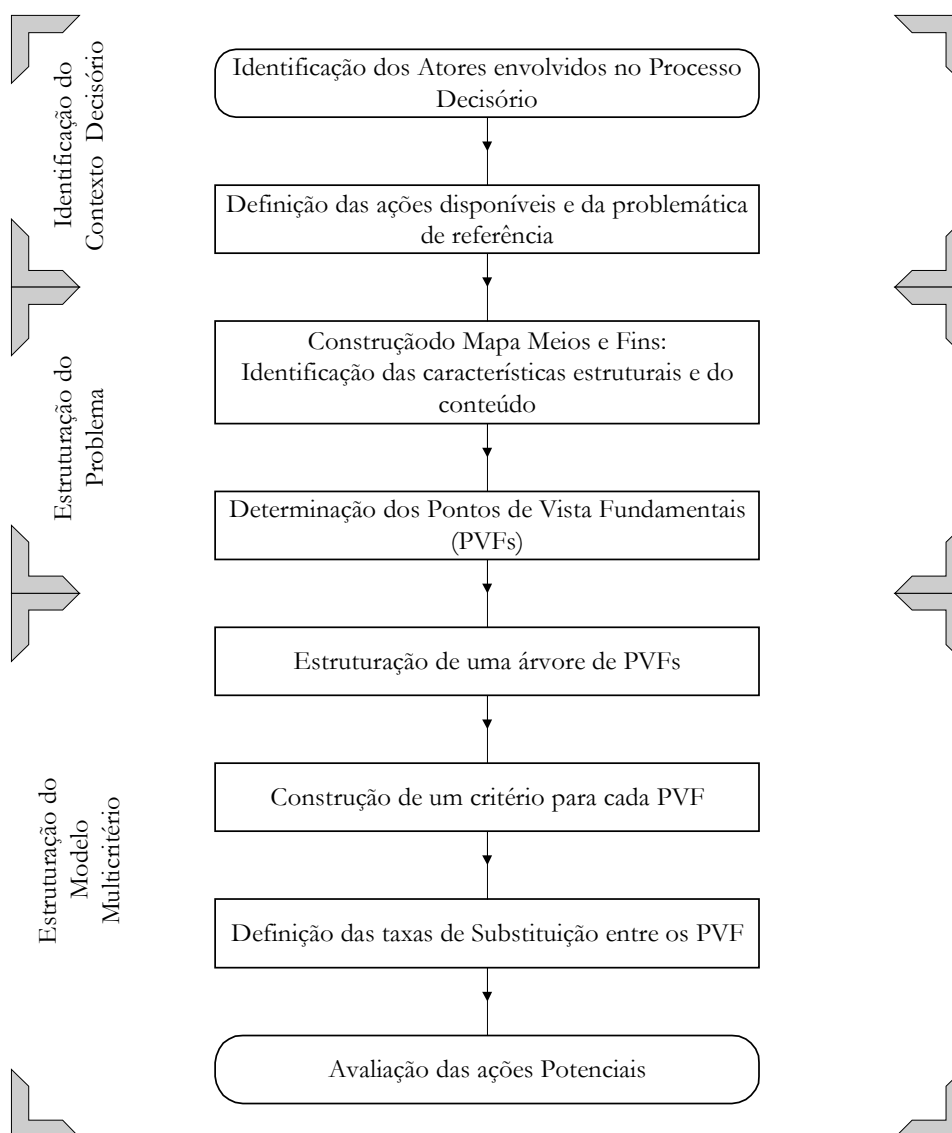 Identificação do
Contexto Decisório
Identificação dos Atores envolvidos no Processo
Decisório
Definição das ações disponíveis e da problemática
de referência
Estruturação do
Problema
Construçãodo Mapa Meios e Fins:
Identificação das características estruturais e do
conteúdo
Determinação dos Pontos de Vista Fundamentais
(PVFs)
Estruturação do
Modelo
Multicritério
Estruturação de uma árvore de PVFs
Construção de um critério para cada PVF
Definição das taxas de Substituição entre os PVF
Avaliação das ações Potenciais